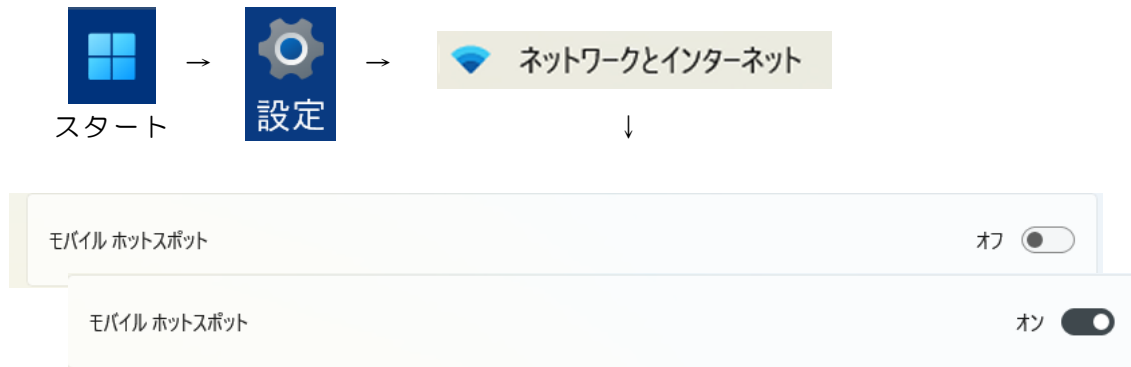 →
→
ネットワークとインターネット
設定
スタート
↓
モバイル ホットスポット
オフ
モバイル ホットスポット
オン